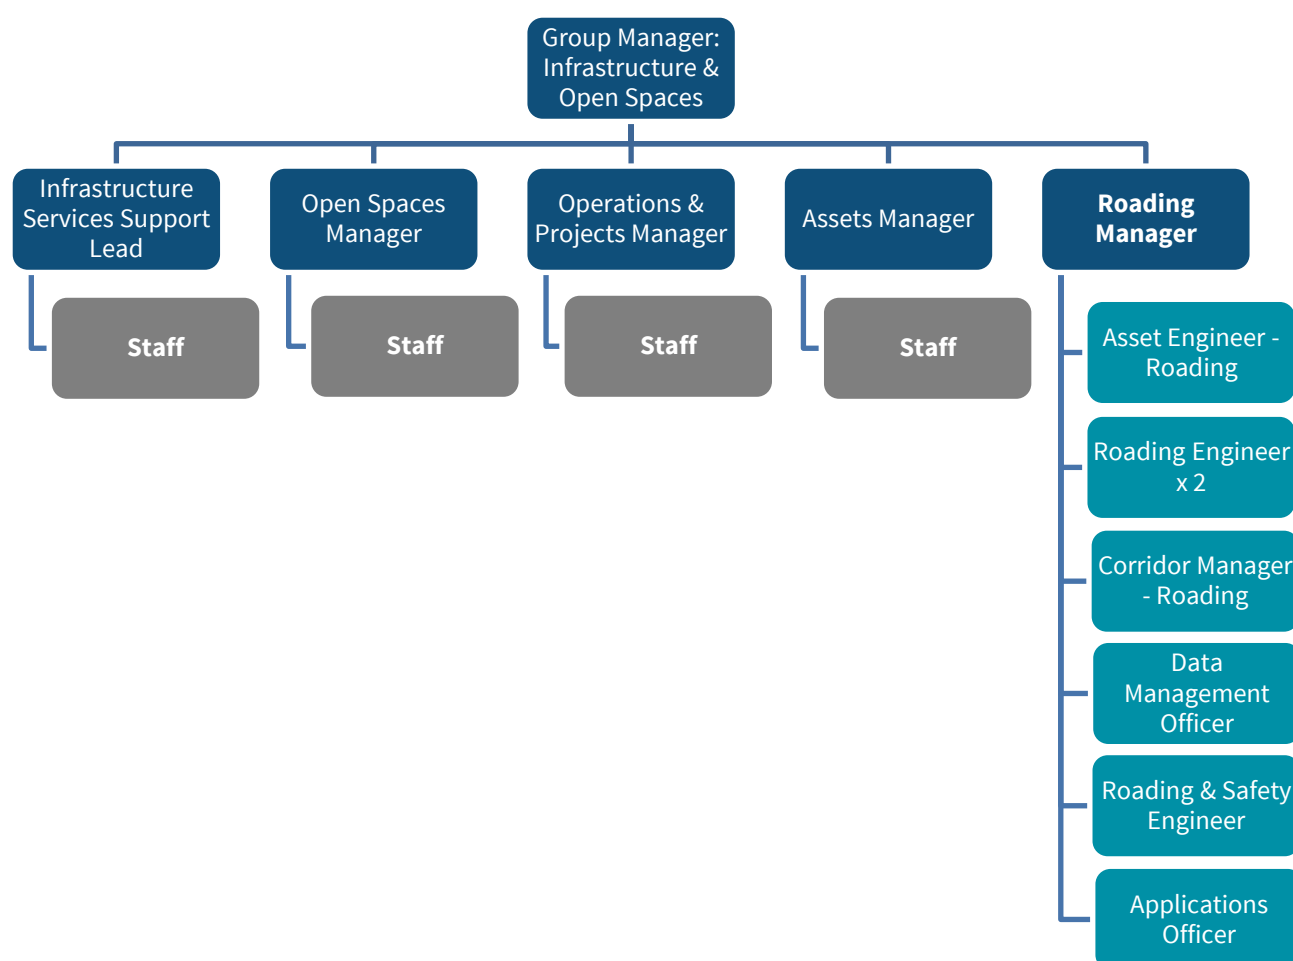 Group Manager:
Infrastructure &
Open Spaces
Infrastructure
Services Support
Lead
Open Spaces
Manager
Operations &
Projects Manager
Assets Manager
Roading
Manager
Staff
Staff
Staff
Staff
Asset Engineer -
Roading
Roading Engineer
x 2
Corridor Manager
- Roading
Data
Management
Officer
Roading & Safety
Engineer
Applications
Officer